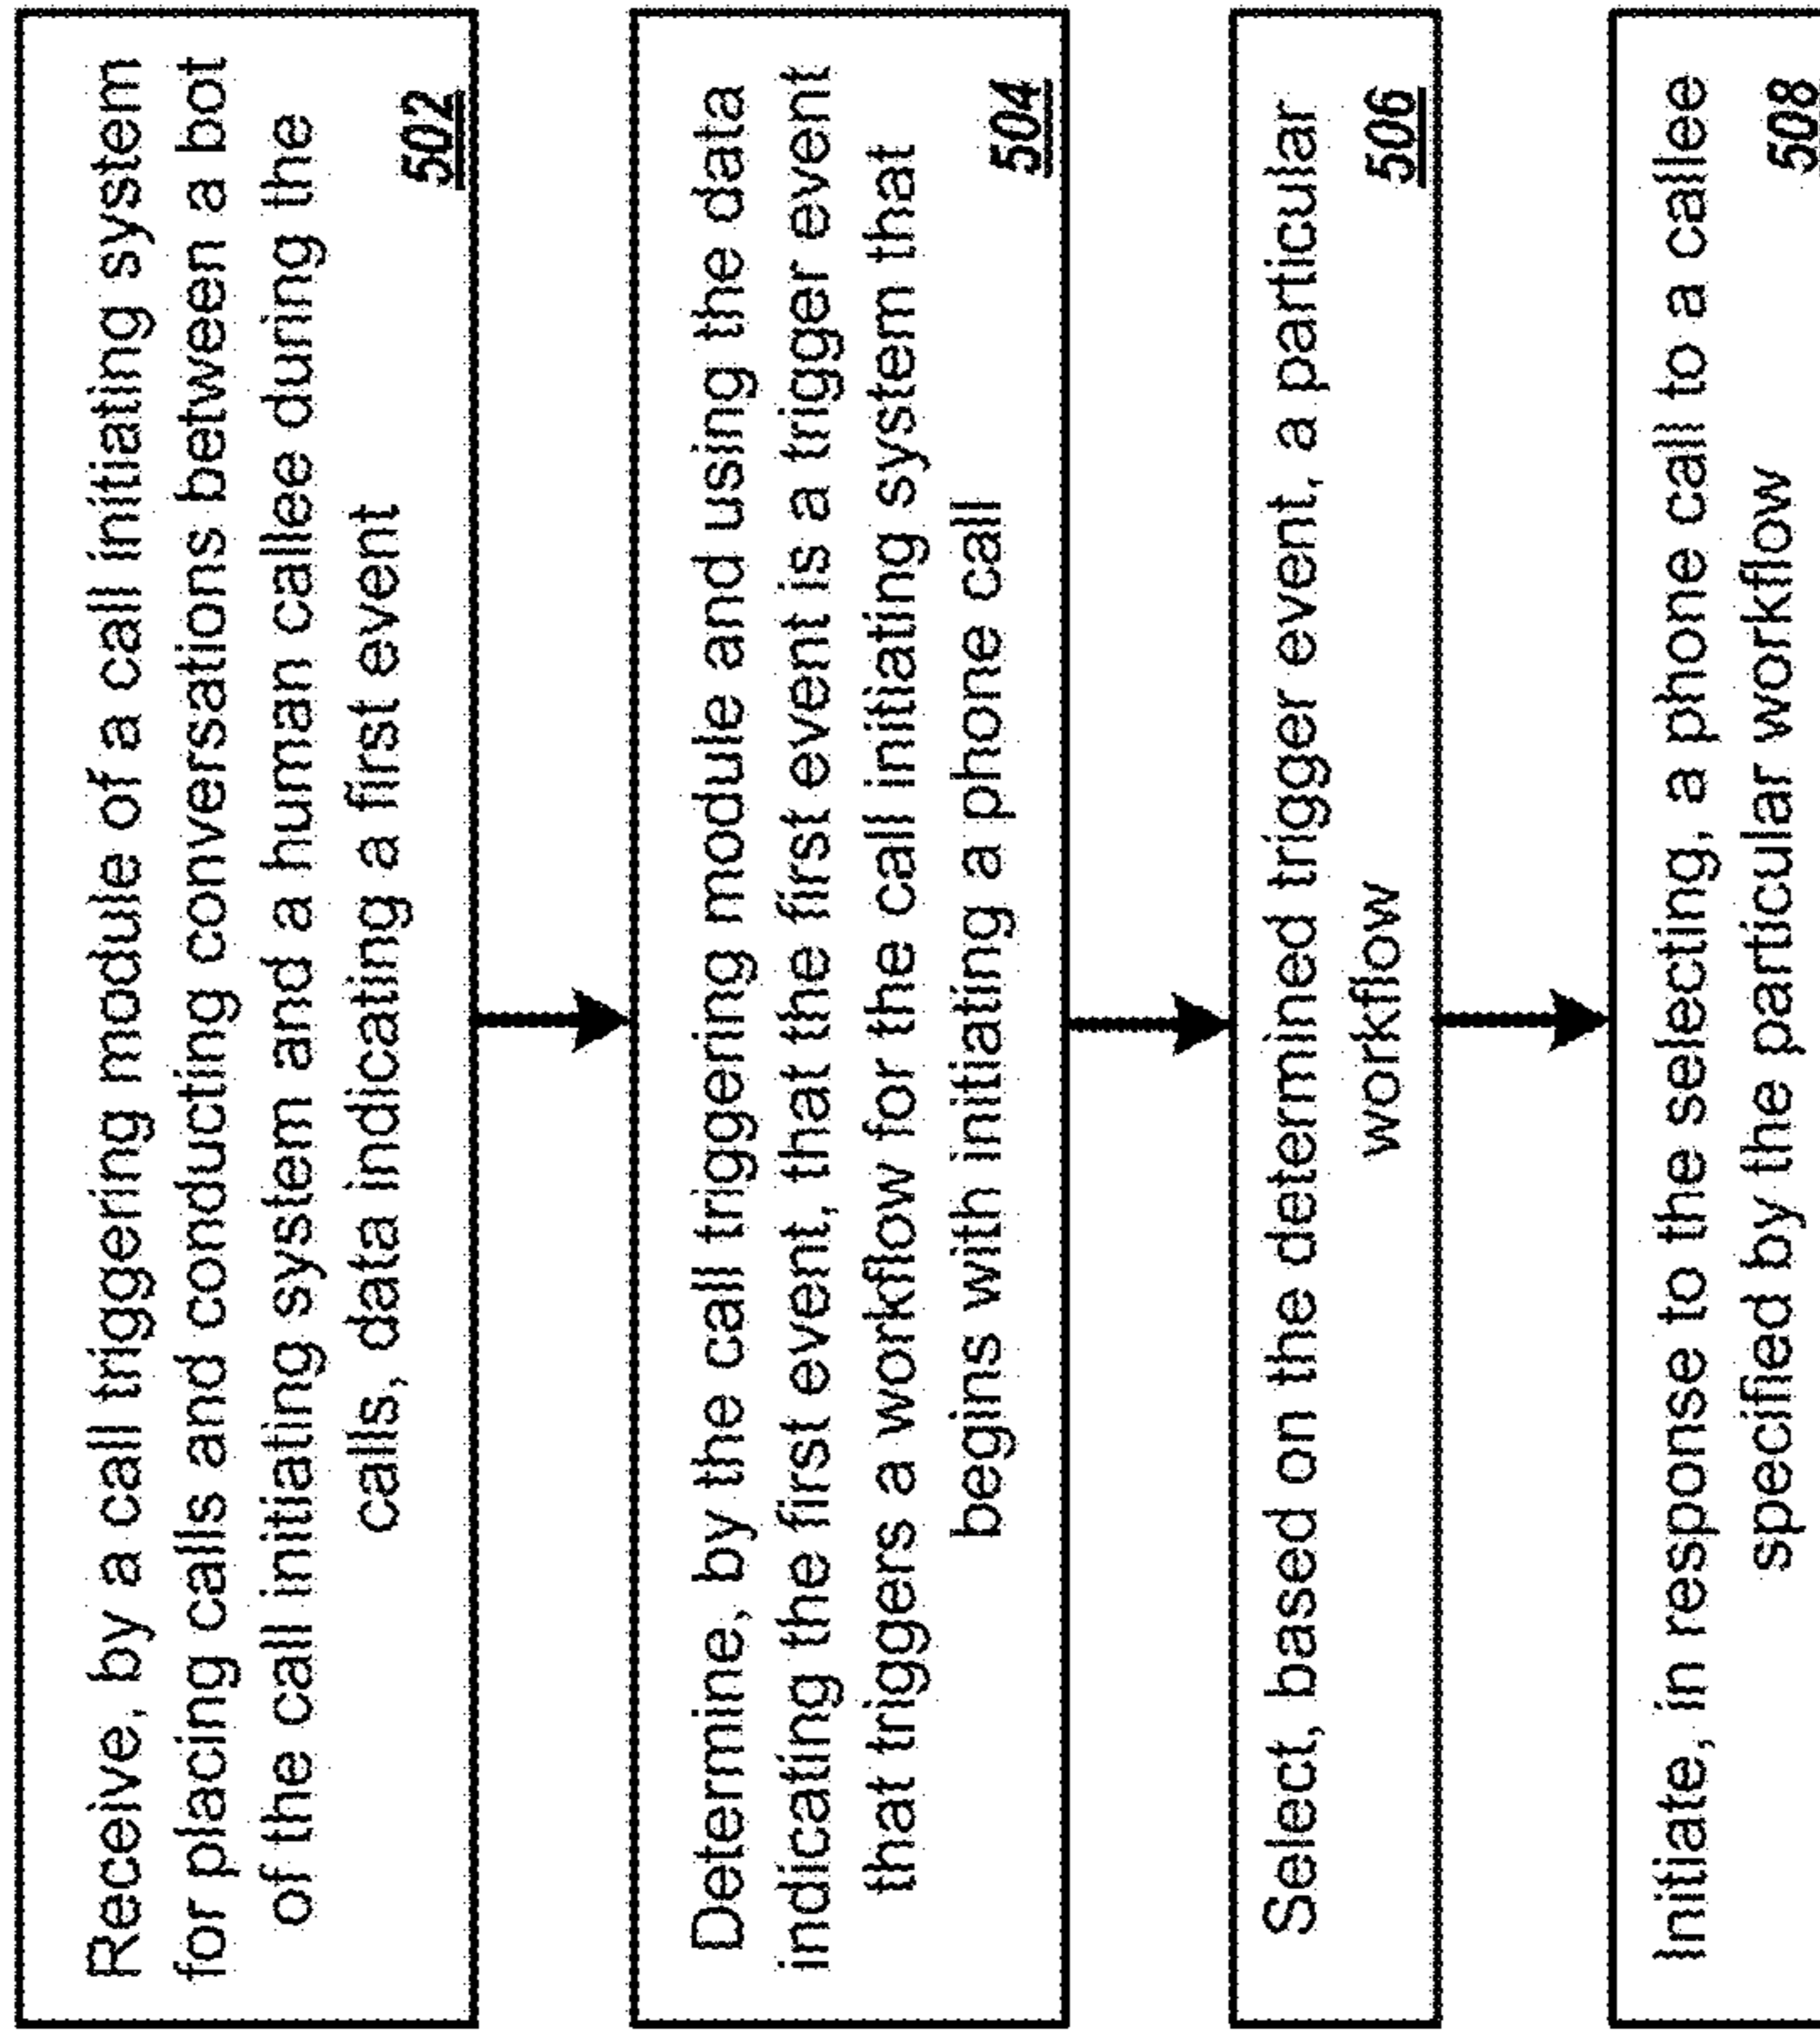 Receive, by a call triggering module of a call initiating system
for placing calls and conducting conversations between a bot
of the call initiating system and a human callee during the
calls, data indicating a first event
502
Determine, by the call triggering module and using the data
indicating the first event, that the first event is a trigger event
that triggers a workflow for the call initiating system that
begins with initiating a phone call
504
Select, based on the determined trigger event, a particular
workflow
506
Initiate, in response to the selecting, a phone call to a callee
specified by the particular workflow
508